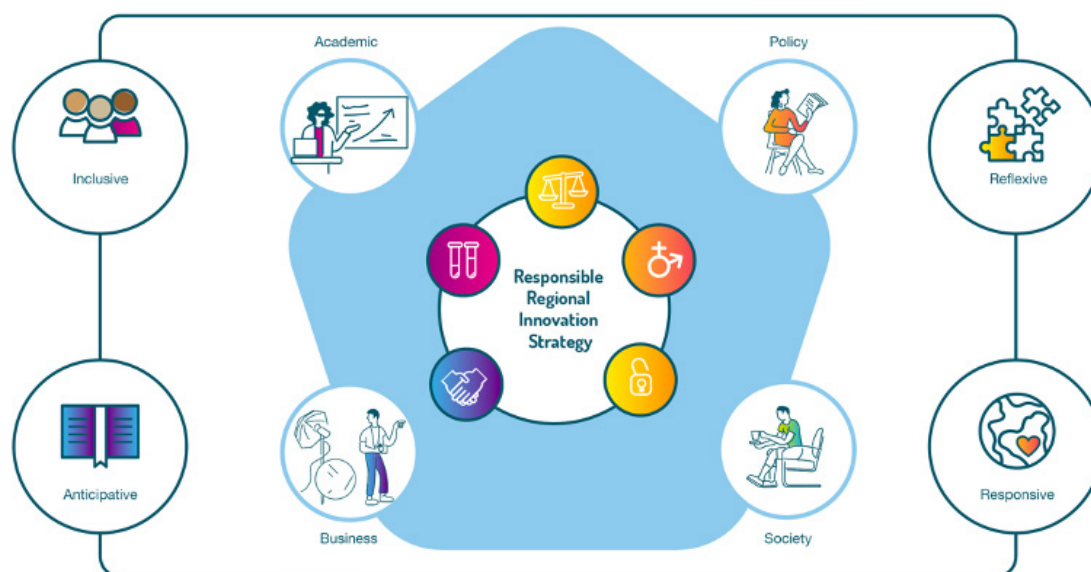 Academic
Policy
Inclusive
Reflexive
Responsible
Regional
Innovation
Strategy
Anticipative
Responsive
Business
Society